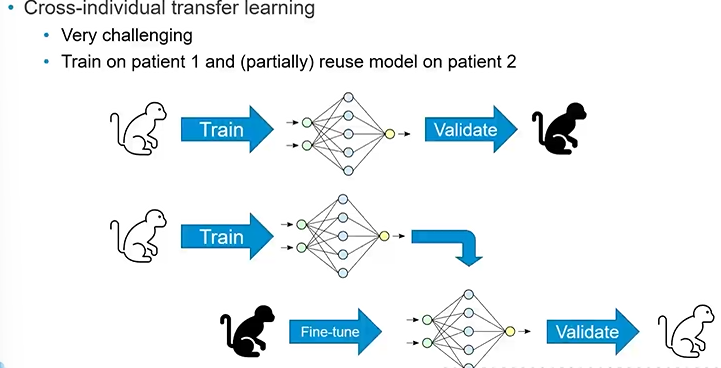 Cross-individual transfer learning
Very challenging
Train on patient 1 and (partially) reuse model on patient 2
Train
Validate
Train
Fine-tune
Validate